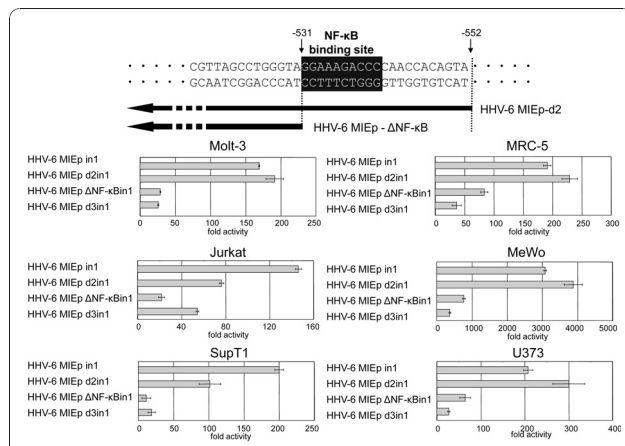 -531 NF-κB binding site -552
· · · · · CGTTAGCCTGGGTAGGAAAGACCCCAACCACAGTA · · · · ·
· · · · · GCAATCGGACCCATCCTTTCTGGGGTTGGTGTCAT · · · · ·
HHV-6 MIEp-d2
HHV-6 MIEp - ΔNF-κB
Molt-3
HHV-6 MIEp in1
HHV-6 MIEp d2in1
HHV-6 MIEp ΔNF-κBin1
HHV-6 MIEp d3in1
0 50 100 150 200 250
fold activity
MRC-5
HHV-6 MIEp in1
HHV-6 MIEp d2in1
HHV-6 MIEp ΔNF-κBin1
HHV-6 MIEp d3in1
0 50 100 150 200 250 300
fold activity
Jurkat
HHV-6 MIEp in1
HHV-6 MIEp d2in1
HHV-6 MIEp ΔNF-κBin1
HHV-6 MIEp d3in1
0 40 80 120 160
fold activity
MeWo
HHV-6 MIEp in1
HHV-6 MIEp d2in1
HHV-6 MIEp ΔNF-κBin1
HHV-6 MIEp d3in1
0 1000 2000 3000 4000 5000
fold activity
SupT1
HHV-6 MIEp in1
HHV-6 MIEp d2in1
HHV-6 MIEp ΔNF-κBin1
HHV-6 MIEp d3in1
0 50 100 150 200 250
fold activity
U373
HHV-6 MIEp in1
HHV-6 MIEp d2in1
HHV-6 MIEp ΔNF-κBin1
HHV-6 MIEp d3in1
0 100 200 300 400
fold activity